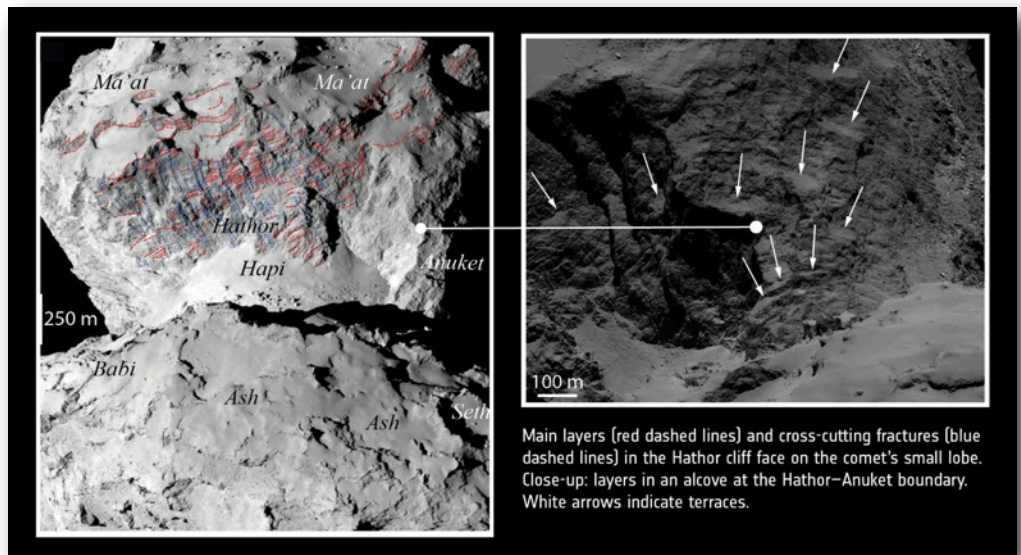 Ma'at
Ma'at
Hathor
Anuket
Hapi
250 m
Babi
Ash
Ash
Seth
100 m
Main layers (red dashed lines) and cross-cutting fractures (blue
dashed lines) in the Hathor cliff face on the comet's small lobe.
Close-up: layers in an alcove at the Hathor–Anuket boundary.
White arrows indicate terraces.